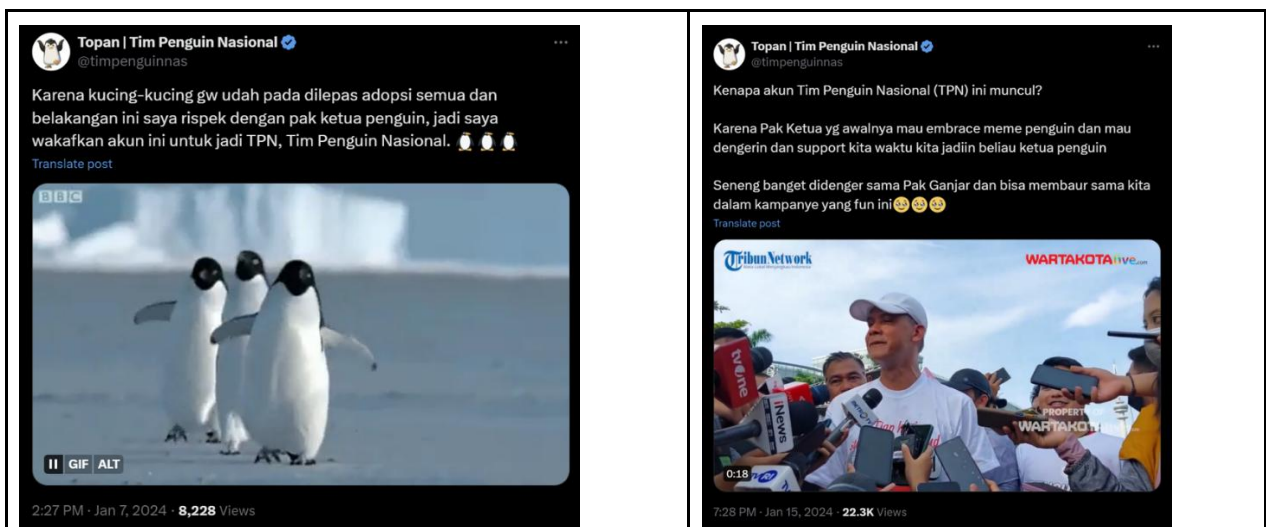 Topan | Tim Penguin Nasional
@timpenguinnas
Karena kucing-kucing gw udah pada dilepas adopsi semua dan
belakangan ini saya rispek dengan pak ketua penguin, jadi saya
wakafkan akun ini untuk jadi TPN, Tim Penguin Nasional. 🐧🐧🐧
Translate post
BBC
GIF ALT
2:27 PM · Jan 7, 2024 · 8,228 Views
Topan | Tim Penguin Nasional
@timpenguinnas
Kenapa akun Tim Penguin Nasional (TPN) ini muncul?
Karena Pak Ketua yg awalnya mau embrace meme penguin dan mau
dengerin dan support kita waktu kita jadiin beliau ketua penguin
Seneng banget didenger sama Pak Ganjar dan bisa membaur sama kita
dalam kampanye yang fun ini🥹🥹🥹
Translate post
TribunNetwork
WARTAKOTAlive.com
tvOne
iNews
PROPERTY OF
WARTAKOTA
0:18
7:28 PM · Jan 15, 2024 · 22.3K Views